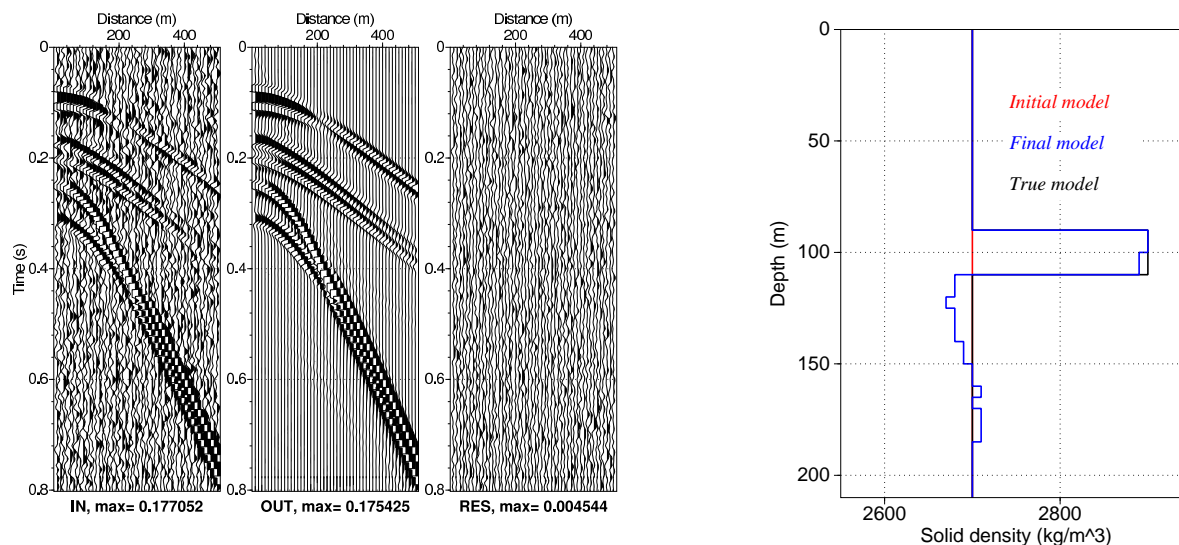 Distance (m)
200 400
Distance (m)
200 400
Distance (m)
200 400
0
0.2
0.4
0.6
0.8
Time (s)
0
0.2
0.4
0.6
0.8
0
0.2
0.4
0.6
0.8
IN, max= 0.177052
OUT, max= 0.175425
RES, max= 0.004544
0
50
100
150
200
Depth (m)
Initial model
Final model
True model
2600 2800
Solid density (kg/m^3)